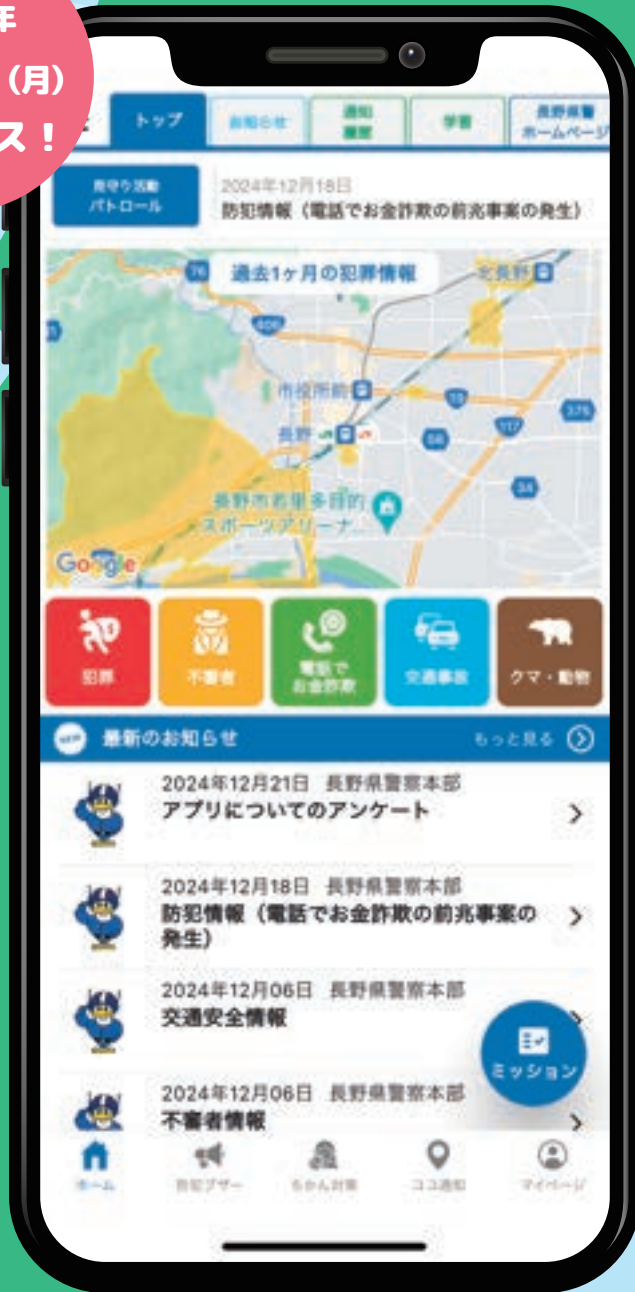 年
（月）
ス！
トップ
お知らせ
通知
履歴
学習
長野県警
ホームページ
見守り活動
パトロール
2024年12月18日
防犯情報（電話でお金詐欺の前兆事案の発生）
過去1ヶ月の犯罪情報
76
北長野
406
市役所前
19
376
長野
66
117
34
長野市若里多目的
スポーツアリーナ...
Google
犯罪
不審者
電話で
お金詐欺
交通事故
クマ・動物
NEW
最新のお知らせ
もっと見る
2024年12月21日 長野県警察本部
アプリについてのアンケート
2024年12月18日 長野県警察本部
防犯情報（電話でお金詐欺の前兆事案の
発生）
2024年12月06日 長野県警察本部
交通安全情報
ミッション
2024年12月06日 長野県警察本部
不審者情報
ホーム
防犯ブザー
ちかん対策
ココ通知
マイページ